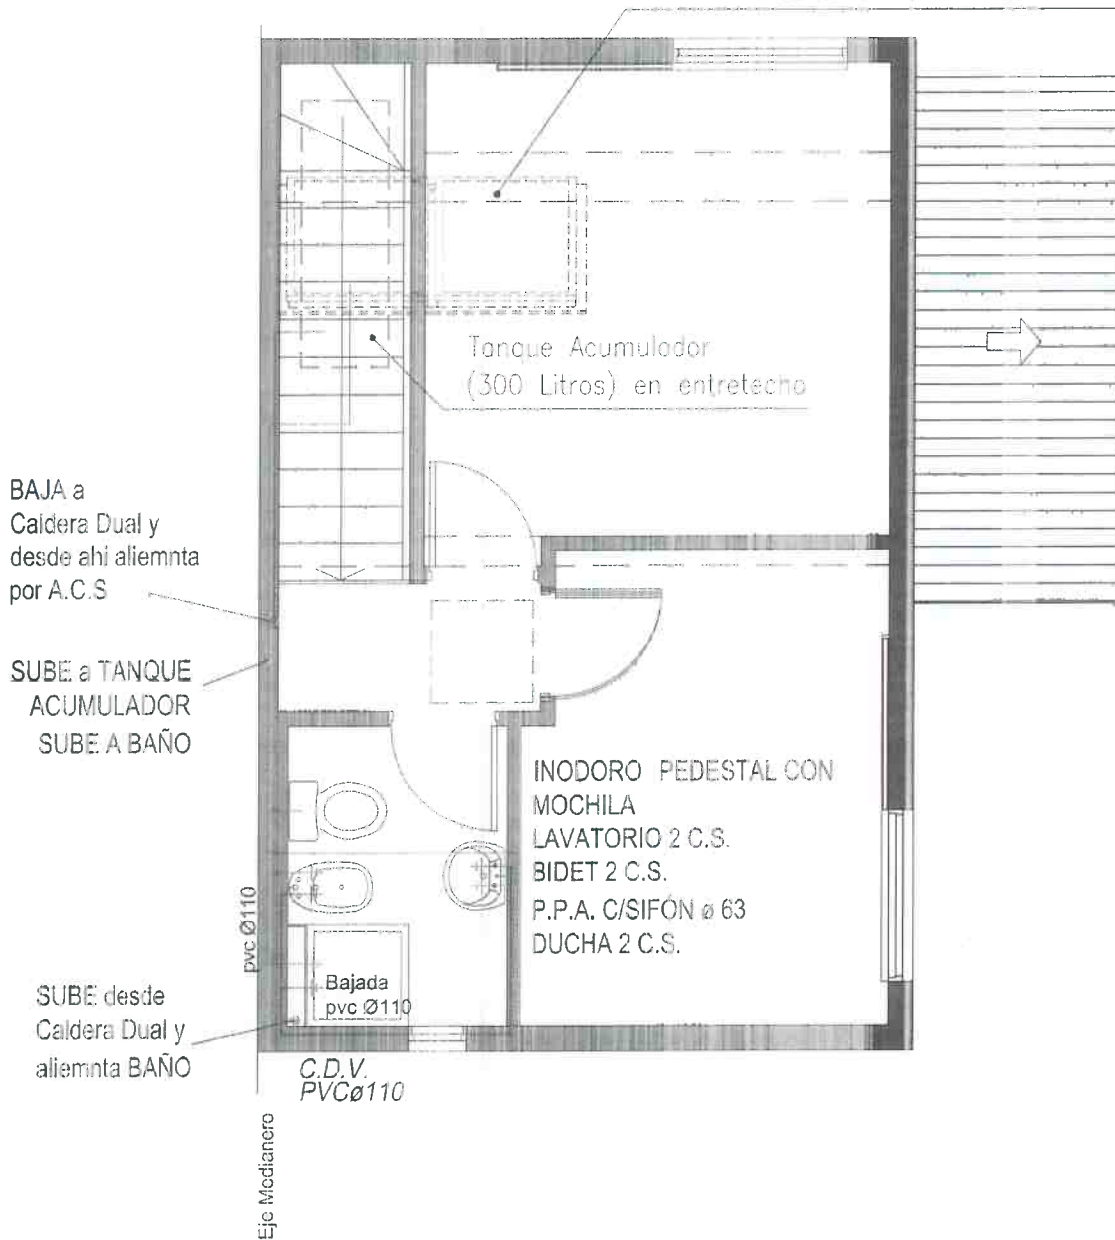 Tanque Acumulador
(300 Litros) en entretecho
BAJA a
Caldera Dual y
desde ahí aliemnta
por A.C.S
SUBE a TANQUE
ACUMULADOR
SUBE A BAÑO
INODORO PEDESTAL CON
MOCHILA
LAVATORIO 2 C.S.
BIDET 2 C.S.
P.P.A. C/SIFÓN ø 63
DUCHA 2 C.S.
pvc Ø110
Bajada
pvc Ø110
SUBE desde
Caldera Dual y
aliemnta BAÑO
C.D.V.
PVCø110
Eje Medianero